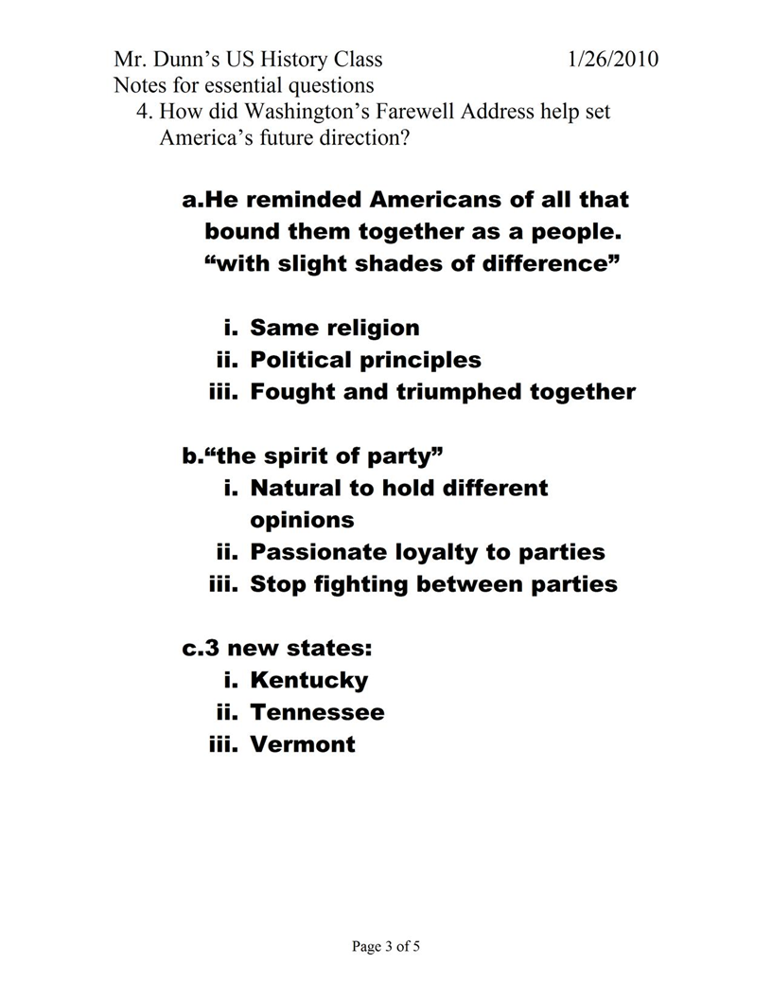 Mr. Dunn’s US History Class 1/26/2010
Notes for essential questions
4. How did Washington’s Farewell Address help set
America’s future direction?
a.He reminded Americans of all that
bound them together as a people.
“with slight shades of difference”
i. Same religion
ii. Political principles
iii. Fought and triumphed together
b.“the spirit of party”
i. Natural to hold different
opinions
ii. Passionate loyalty to parties
iii. Stop fighting between parties
c.3 new states:
i. Kentucky
ii. Tennessee
iii. Vermont
Page 3 of 5